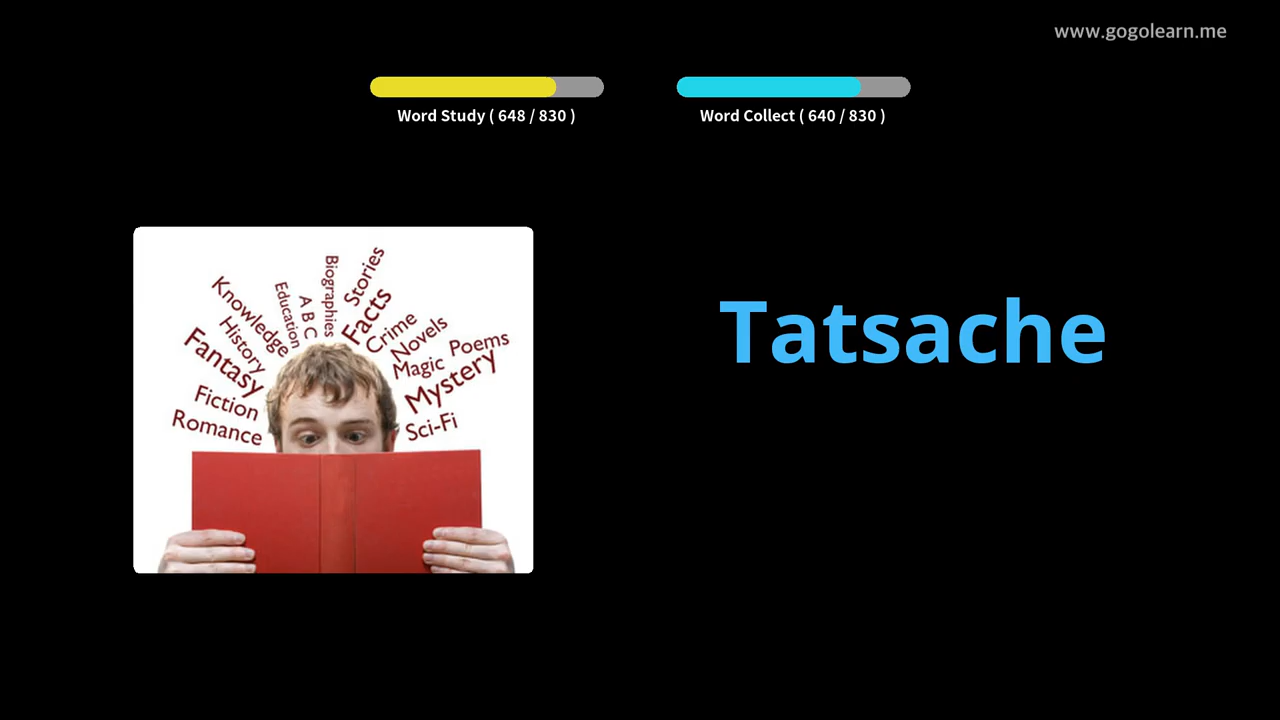 www.gogolearn.me
Word Study ( 648 / 830 )
Word Collect ( 640 / 830 )
Tatsache
Romance
Fiction
Fantasy
History
Knowledge
Education
A B C
Biographies
Stories
Facts
Crime
Novels
Magic
Poems
Mystery
Sci-Fi